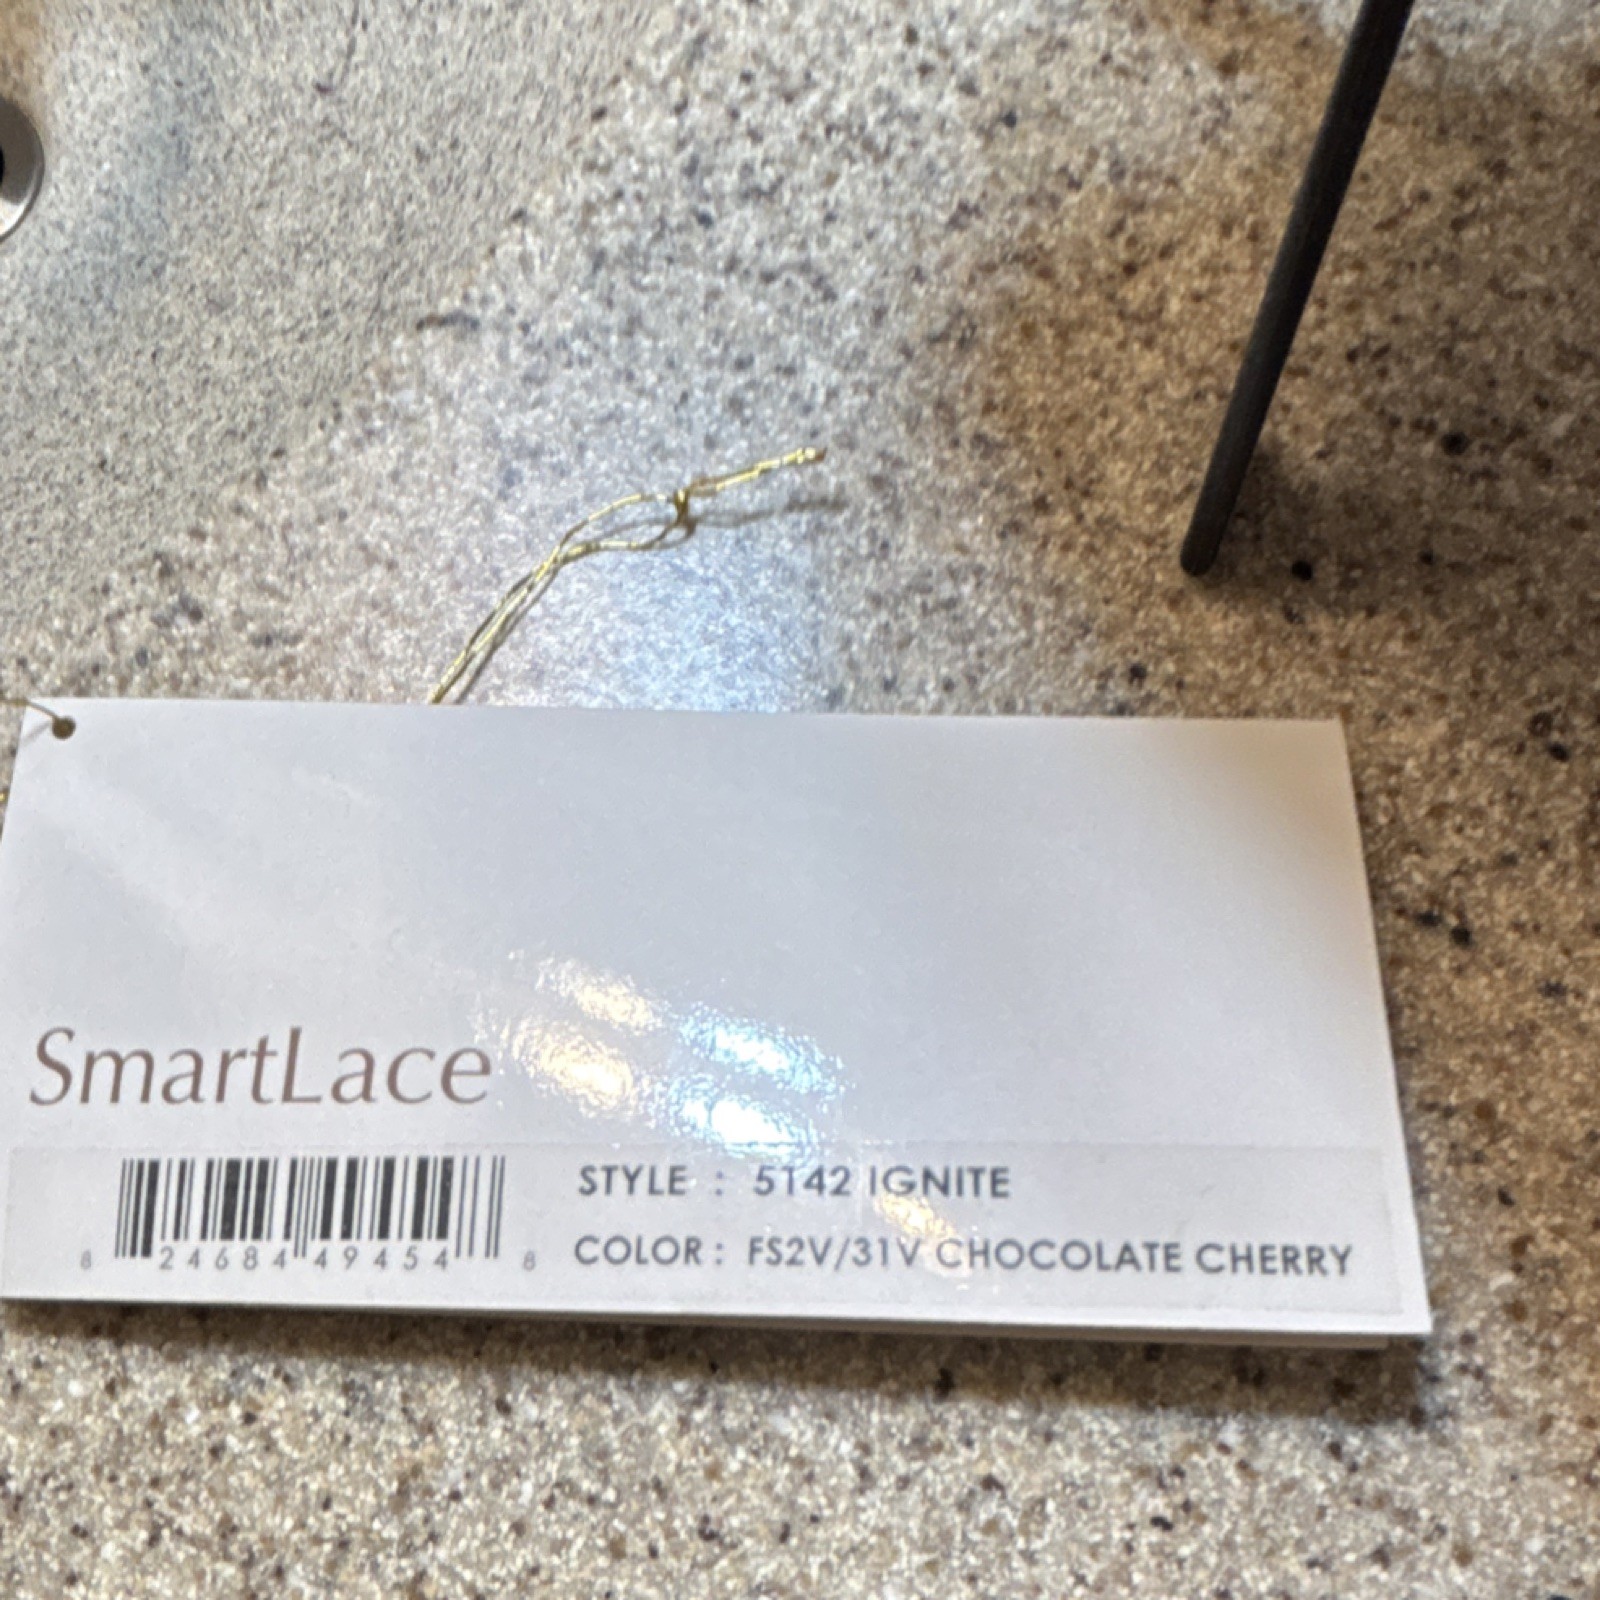 SmartLace
STYLE : 5142 IGNITE
COLOR : FS2V/31V CHOCOLATE CHERRY
8 24684 49454 8